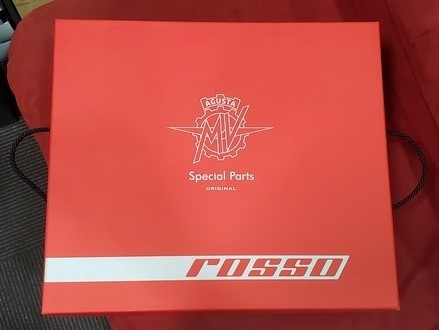 AGUSTA
MV
Special Parts
ORIGINAL
rosso